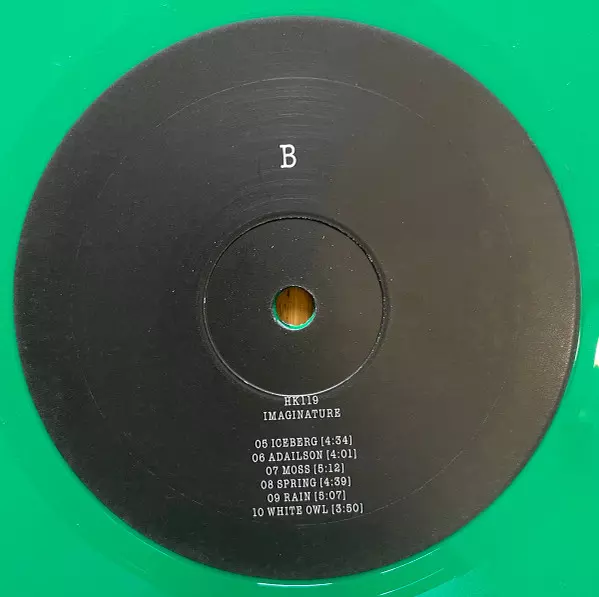 B
HK119
IMAGINATURE
05 ICEBERG [4:34]
06 ADAILSON [4:01]
07 MOSS [5:12]
08 SPRING [4:39]
09 RAIN [5:07]
10 WHITE OWL [3:50]